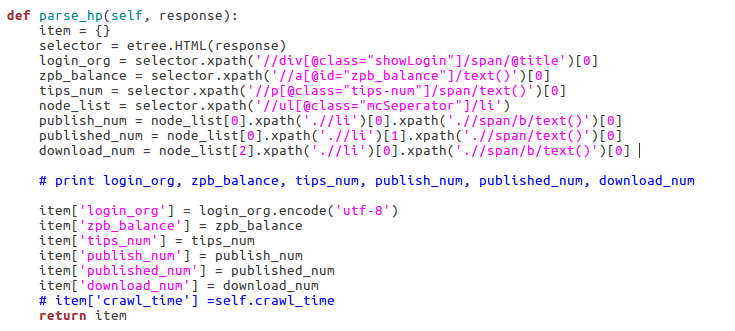 def parse_hp(self, response):
    item = {}
    selector = etree.HTML(response)
    login_org = selector.xpath('//div[@class="showLogin"]/span/@title')[0]
    zpb_balance = selector.xpath('//a[@id="zpb_balance"]/text()')[0]
    tips_num = selector.xpath('//p[@class="tips-num"]/span/text()')[0]
    node_list = selector.xpath('//ul[@class="mcSeperator"]/li')
    publish_num = node_list[0].xpath('.//li')[0].xpath('.//span/b/text()')[0]
    published_num = node_list[0].xpath('.//li')[1].xpath('.//span/text()')[0]
    download_num = node_list[2].xpath('.//li')[0].xpath('.//span/b/text()')[0]
    # print login_org, zpb_balance, tips_num, publish_num, published_num, download_num
    item['login_org'] = login_org.encode('utf-8')
    item['zpb_balance'] = zpb_balance
    item['tips_num'] = tips_num
    item['publish_num'] = publish_num
    item['published_num'] = published_num
    item['download_num'] = download_num
    # item['crawl_time'] =self.crawl_time
    return item